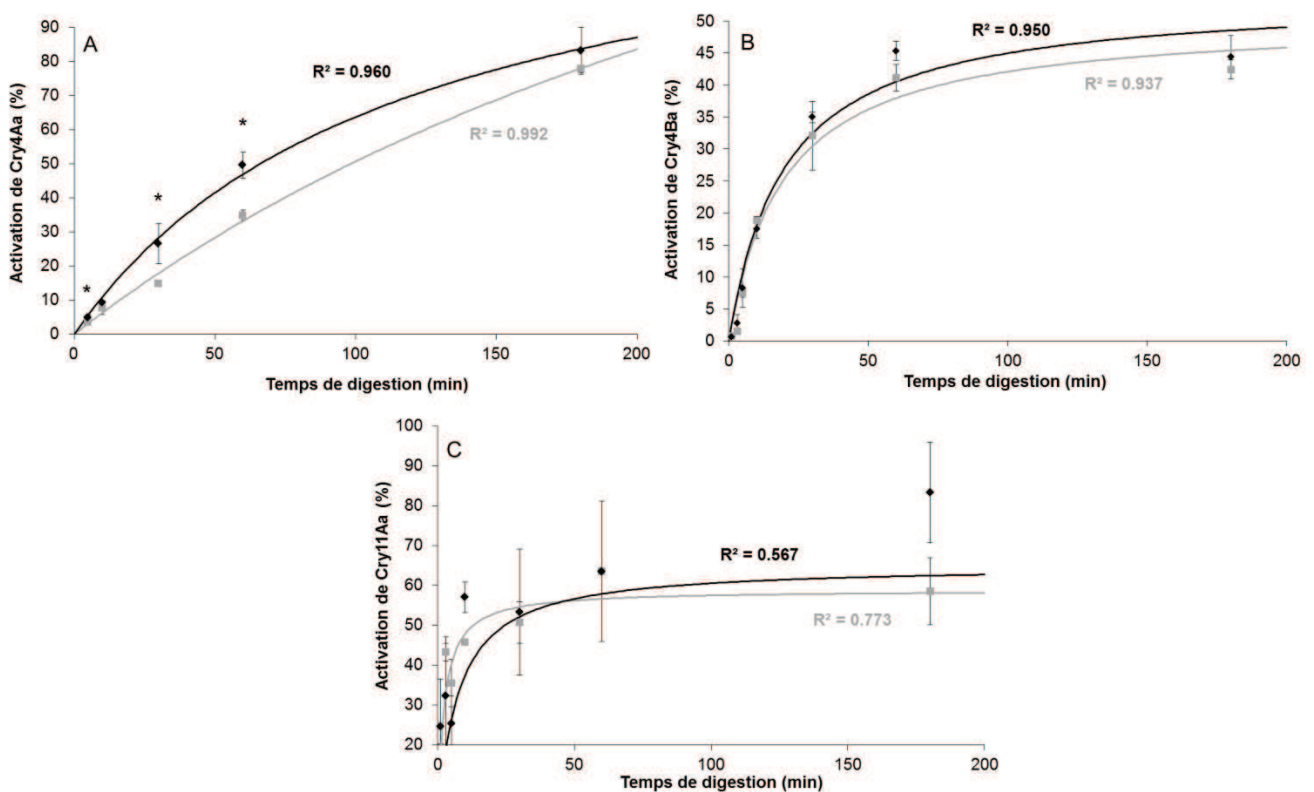 A
Activation de Cry4Aa (%)
90
80
70
60
50
40
30
20
10
0
R² = 0.960
R² = 0.992
*
*
*
0 50 100 150 200
Temps de digestion (min)
B
Activation de Cry4Ba (%)
50
45
40
35
30
25
20
15
10
5
0
R² = 0.950
R² = 0.937
0 50 100 150 200
Temps de digestion (min)
C
Activation de Cry11Aa (%)
100
90
80
70
60
50
40
30
20
R² = 0.567
R² = 0.773
0 50 100 150 200
Temps de digestion (min)